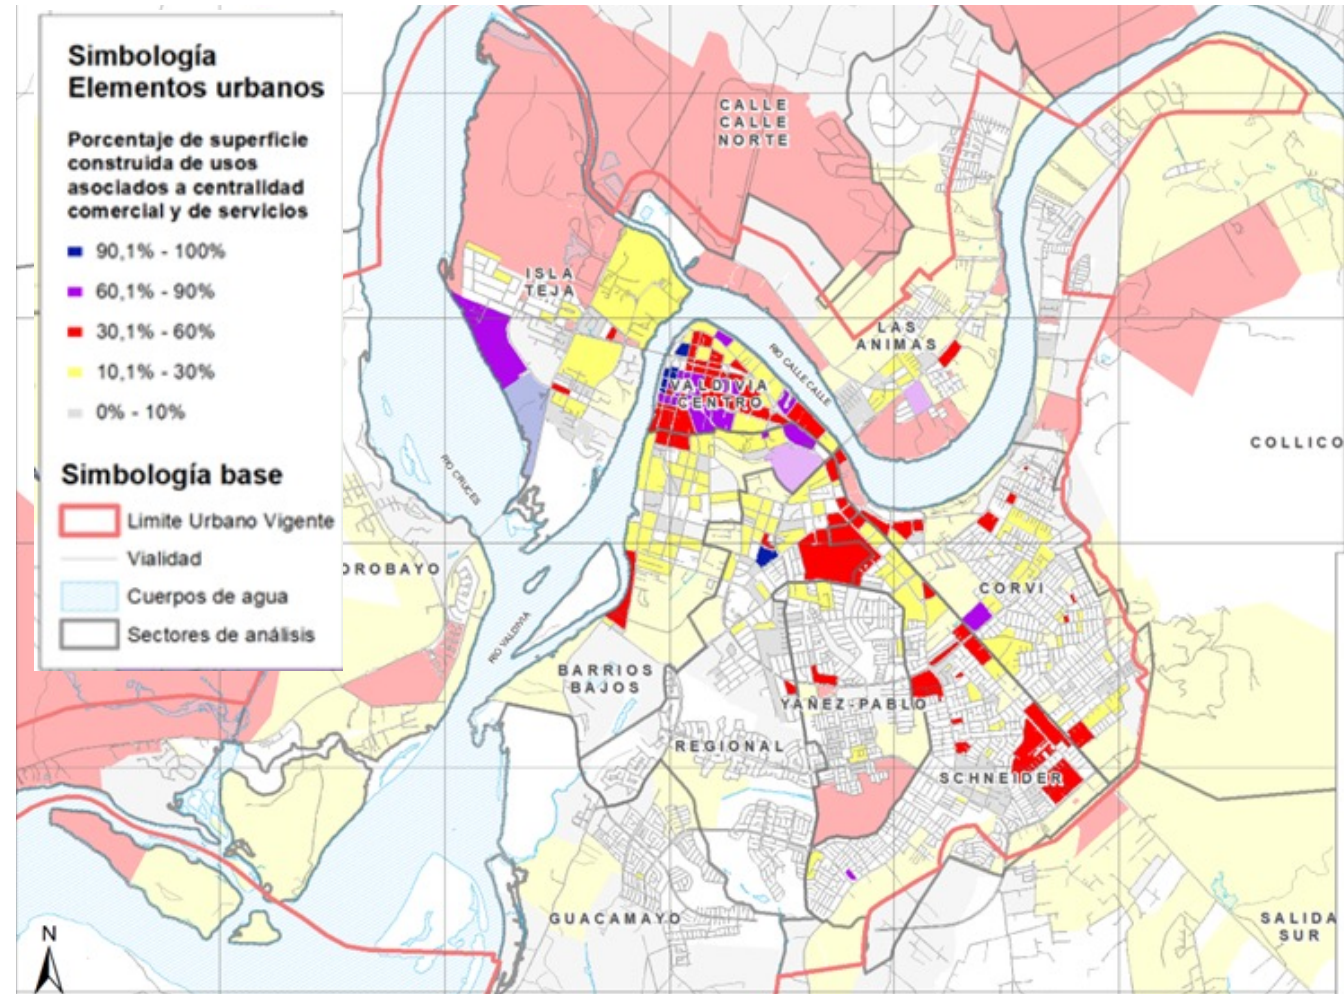 Simbología
Elementos urbanos
Porcentaje de superficie
construida de usos
asociados a centralidad
comercial y de servicios
90,1% - 100%
60,1% - 90%
30,1% - 60%
10,1% - 30%
0% - 10%
Simbología base
Limite Urbano Vigente
Vialidad
Cuerpos de agua
Sectores de análisis
CALLE
CALLE
NORTE
ISLA
TEJA
LAS
ANIMAS
RIO CALLE CALLE
VALDIVIA
CENTRO
COLLICO
RIO CRUCES
OROBAYO
CORVI
RIO VALDIVIA
BARRIOS
BAJOS
YAÑEZ-PABLO
REGIONAL
SCHNEIDER
GUACAMAYO
SALIDA
SUR
N